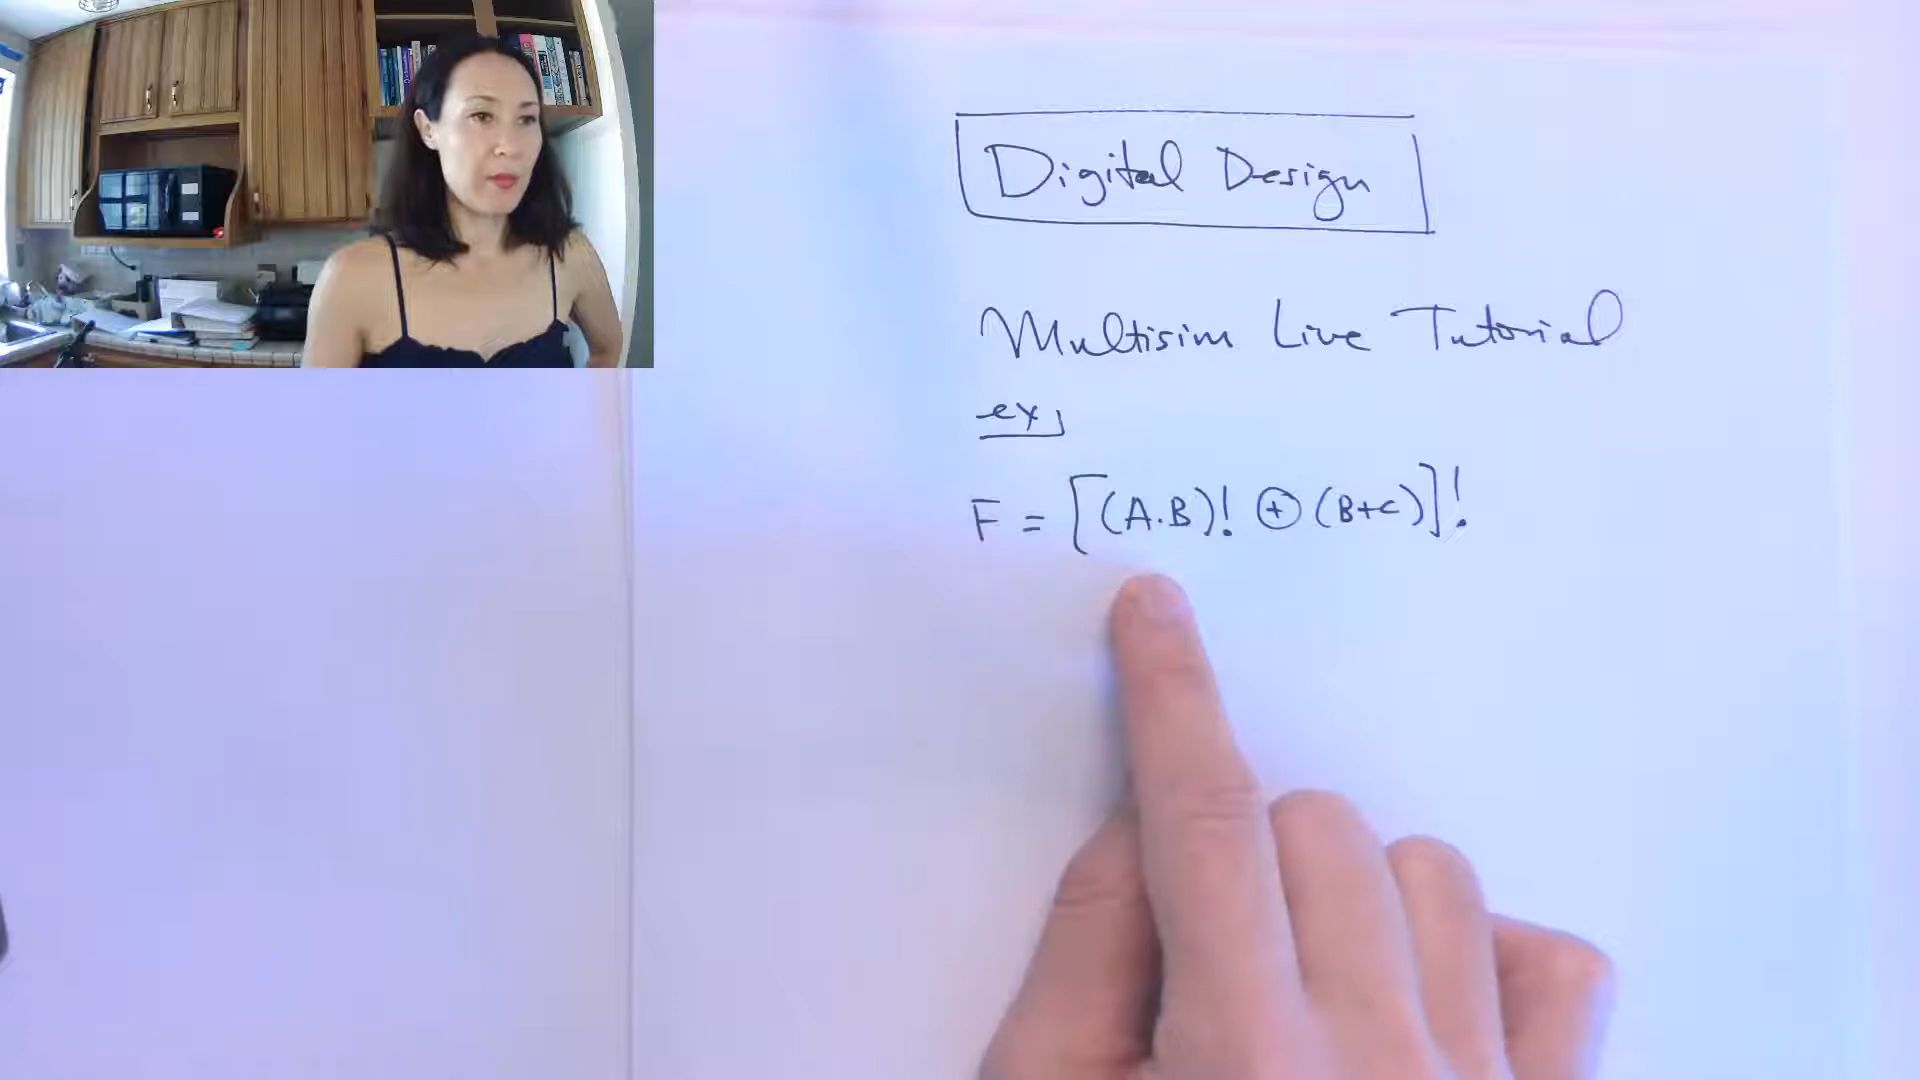 Digital Design
Multisim Live Tutorial
ex,
F = [(A.B)! ⊕ (B+C)]!